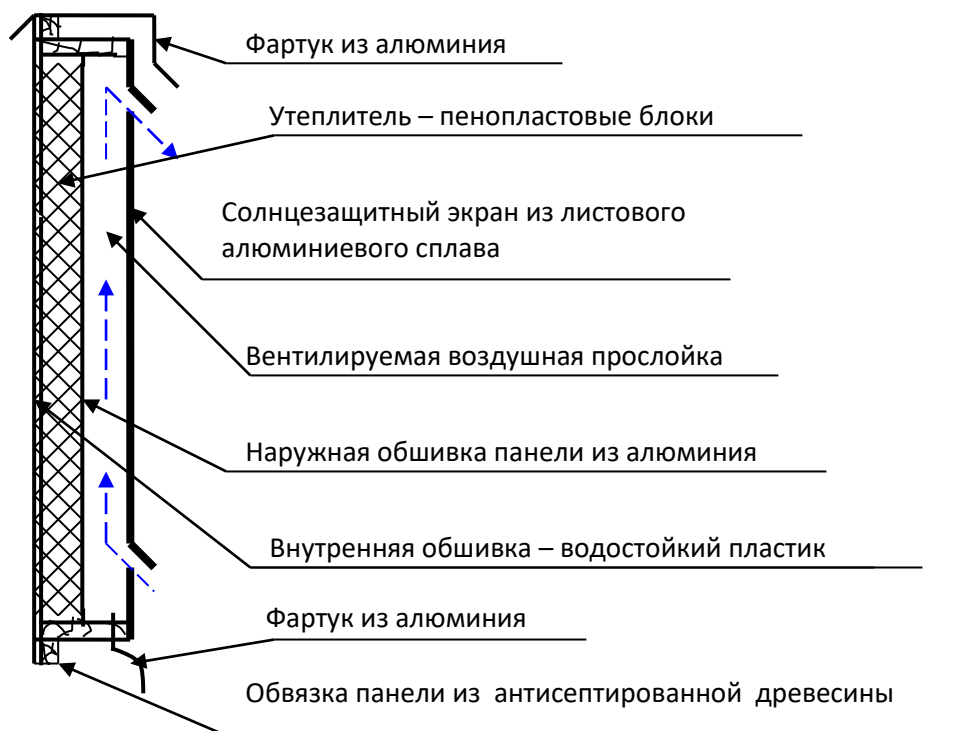 Фартук из алюминия
Утеплитель – пенопластовые блоки
Солнцезащитный экран из листового
алюминиевого сплава
Вентилируемая воздушная прослойка
Наружная обшивка панели из алюминия
Внутренняя обшивка – водостойкий пластик
Фартук из алюминия
Обвязка панели из антисептированной древесины